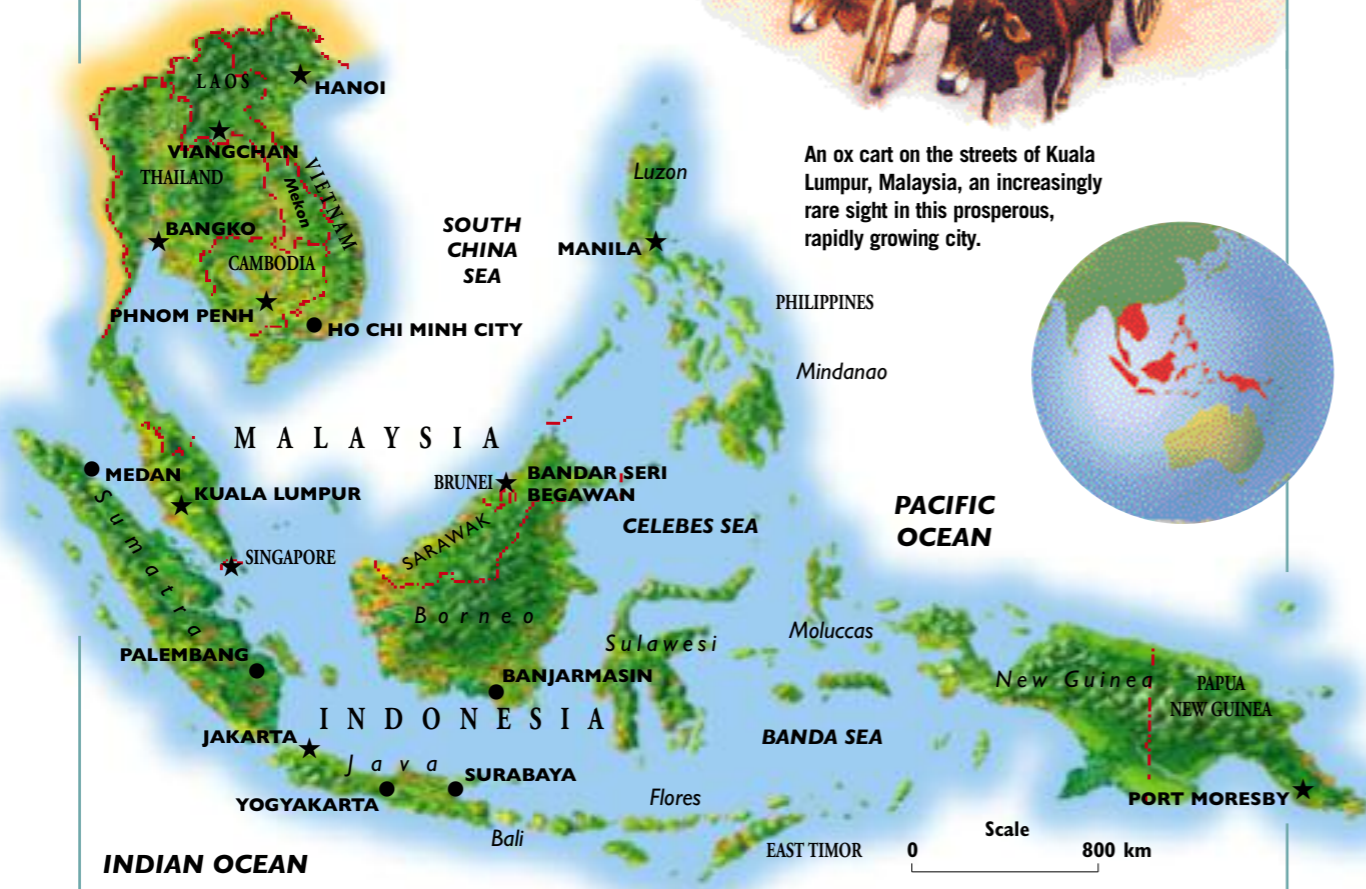 LAOS
HANOI
VIANGCHAN
THAILAND
VIETNAM
Mekon
BANGKO
CAMBODIA
PHNOM PENH
HO CHI MINH CITY
SOUTH
CHINA
SEA
Luzon
MANILA
An ox cart on the streets of Kuala
Lumpur, Malaysia, an increasingly
rare sight in this prosperous,
rapidly growing city.
PHILIPPINES
Mindanao
MALAYSIA
MEDAN
KUALA LUMPUR
BRUNEI
BANDAR SERI
BEGAWAN
SARAWAK
CELEBES SEA
PACIFIC
OCEAN
SINGAPORE
Sumatra
Borneo
Sulawesi
Moluccas
PALEMBANG
BANJARMASIN
New Guinea
PAPUA
NEW GUINEA
INDONESIA
JAKARTA
BANDA SEA
Java
SURABAYA
YOGYAKARTA
Flores
PORT MORESBY
Bali
EAST TIMOR
Scale
0 800 km
INDIAN OCEAN